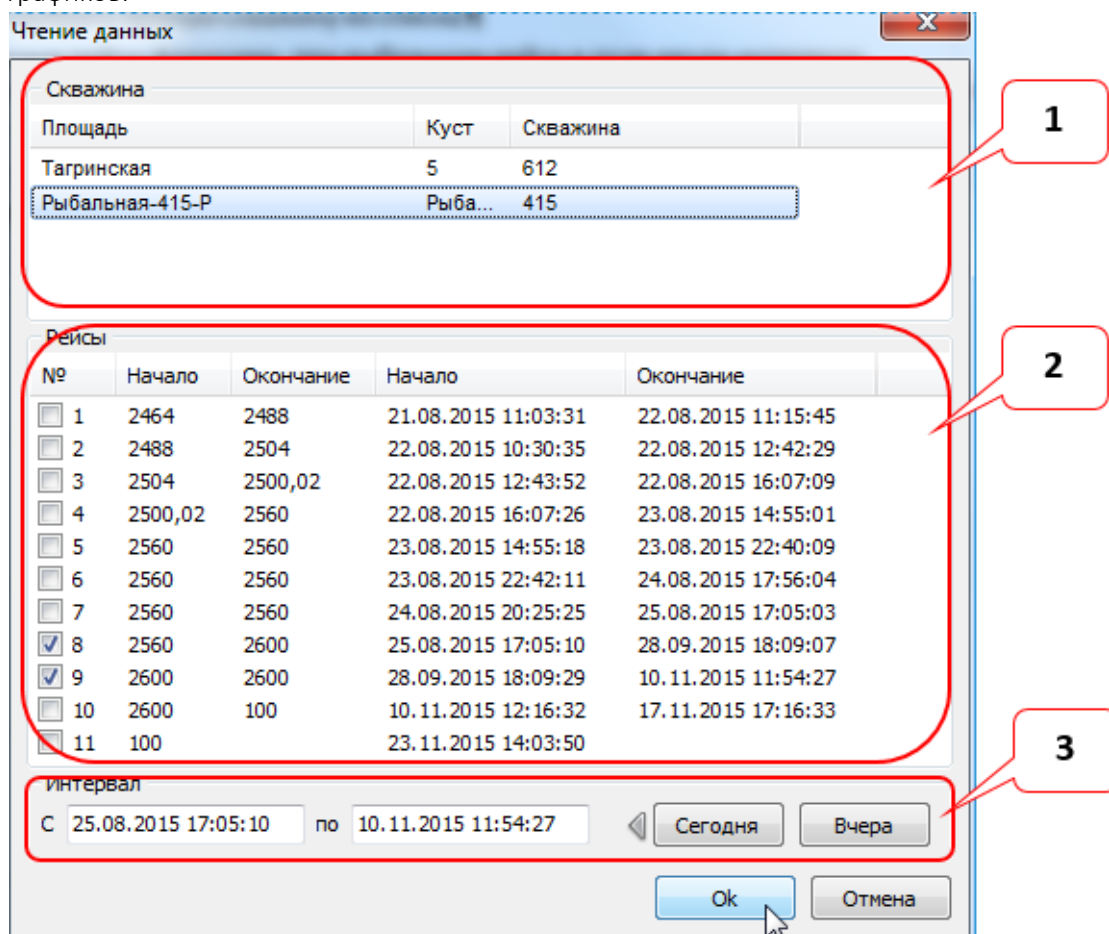 графиков.
Чтение данных
Скважина
1
Площадь Куст Скважина
Тагринская 5 612
Рыбальная-415-Р Рыба... 415
Рейсы
2
№ Начало Окончание Начало Окончание
1 2464 2488 21.08.2015 11:03:31 22.08.2015 11:15:45
2 2488 2504 22.08.2015 10:30:35 22.08.2015 12:42:29
3 2504 2500,02 22.08.2015 12:43:52 22.08.2015 16:07:09
4 2500,02 2560 22.08.2015 16:07:26 23.08.2015 14:55:01
5 2560 2560 23.08.2015 14:55:18 23.08.2015 22:40:09
6 2560 2560 23.08.2015 22:42:11 24.08.2015 17:56:04
7 2560 2560 24.08.2015 20:25:25 25.08.2015 17:05:03
8 2560 2600 25.08.2015 17:05:10 28.09.2015 18:09:07
9 2600 2600 28.09.2015 18:09:29 10.11.2015 11:54:27
10 2600 100 10.11.2015 12:16:32 17.11.2015 17:16:33
11 100 23.11.2015 14:03:50
3
Интервал
С 25.08.2015 17:05:10 по 10.11.2015 11:54:27 Сегодня Вчера
Ok Отмена